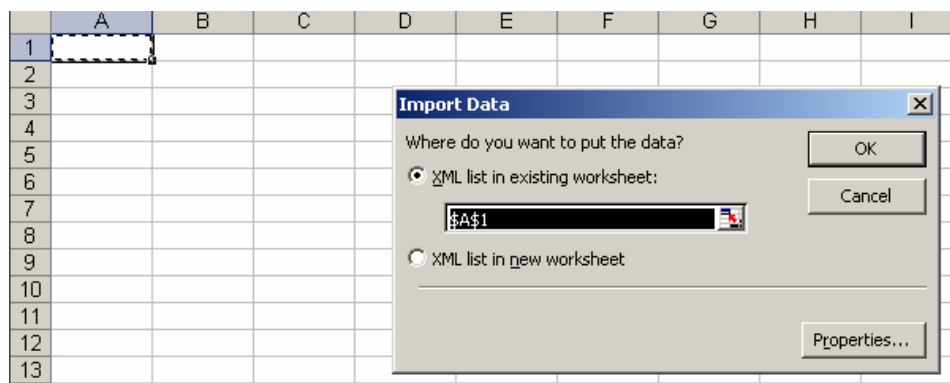 A B C D E F G H I
1
2
3
4
5
6
7
8
9
10
11
12
13
Import Data
Where do you want to put the data?
XML list in existing worksheet:
$A$1
XML list in new worksheet
OK
Cancel
Properties...